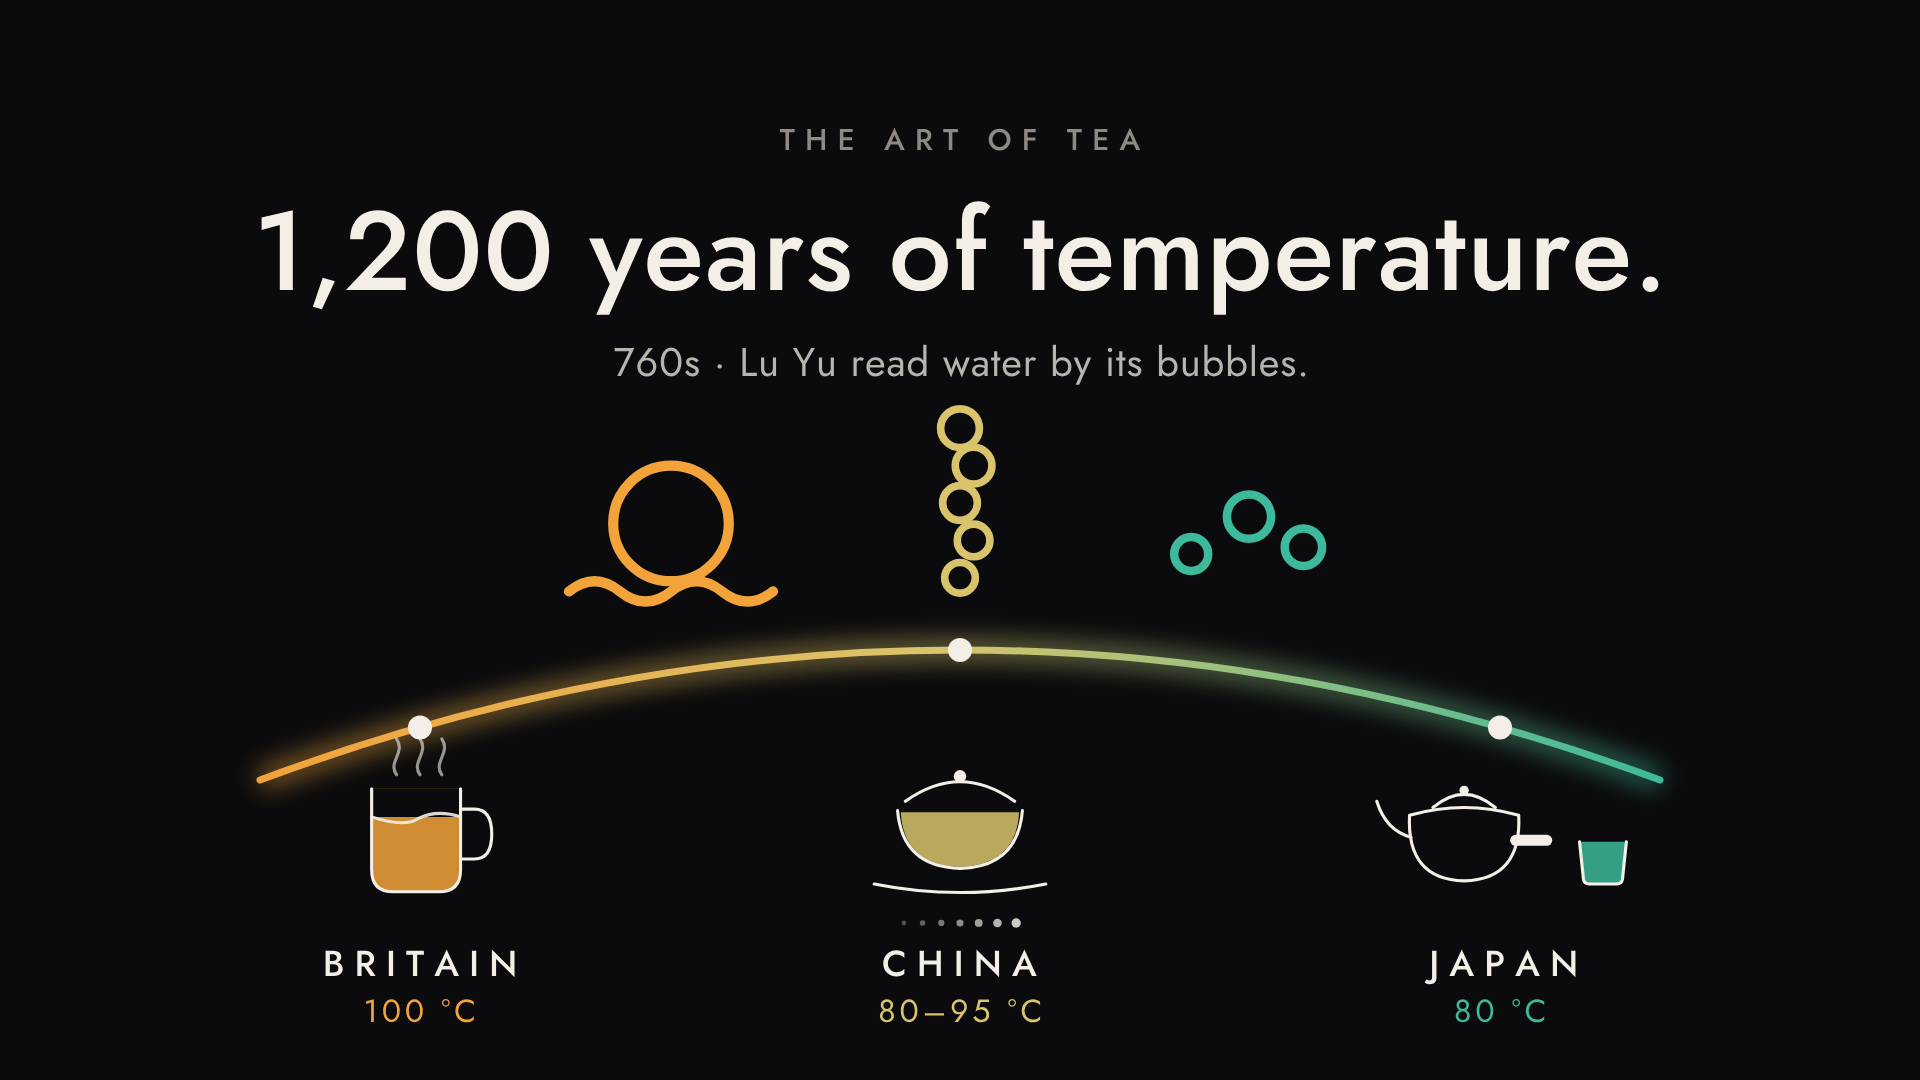 THE ART OF TEA
1,200 years of temperature.
760s · Lu Yu read water by its bubbles.
BRITAIN
100 °C
CHINA
80–95 °C
JAPAN
80 °C